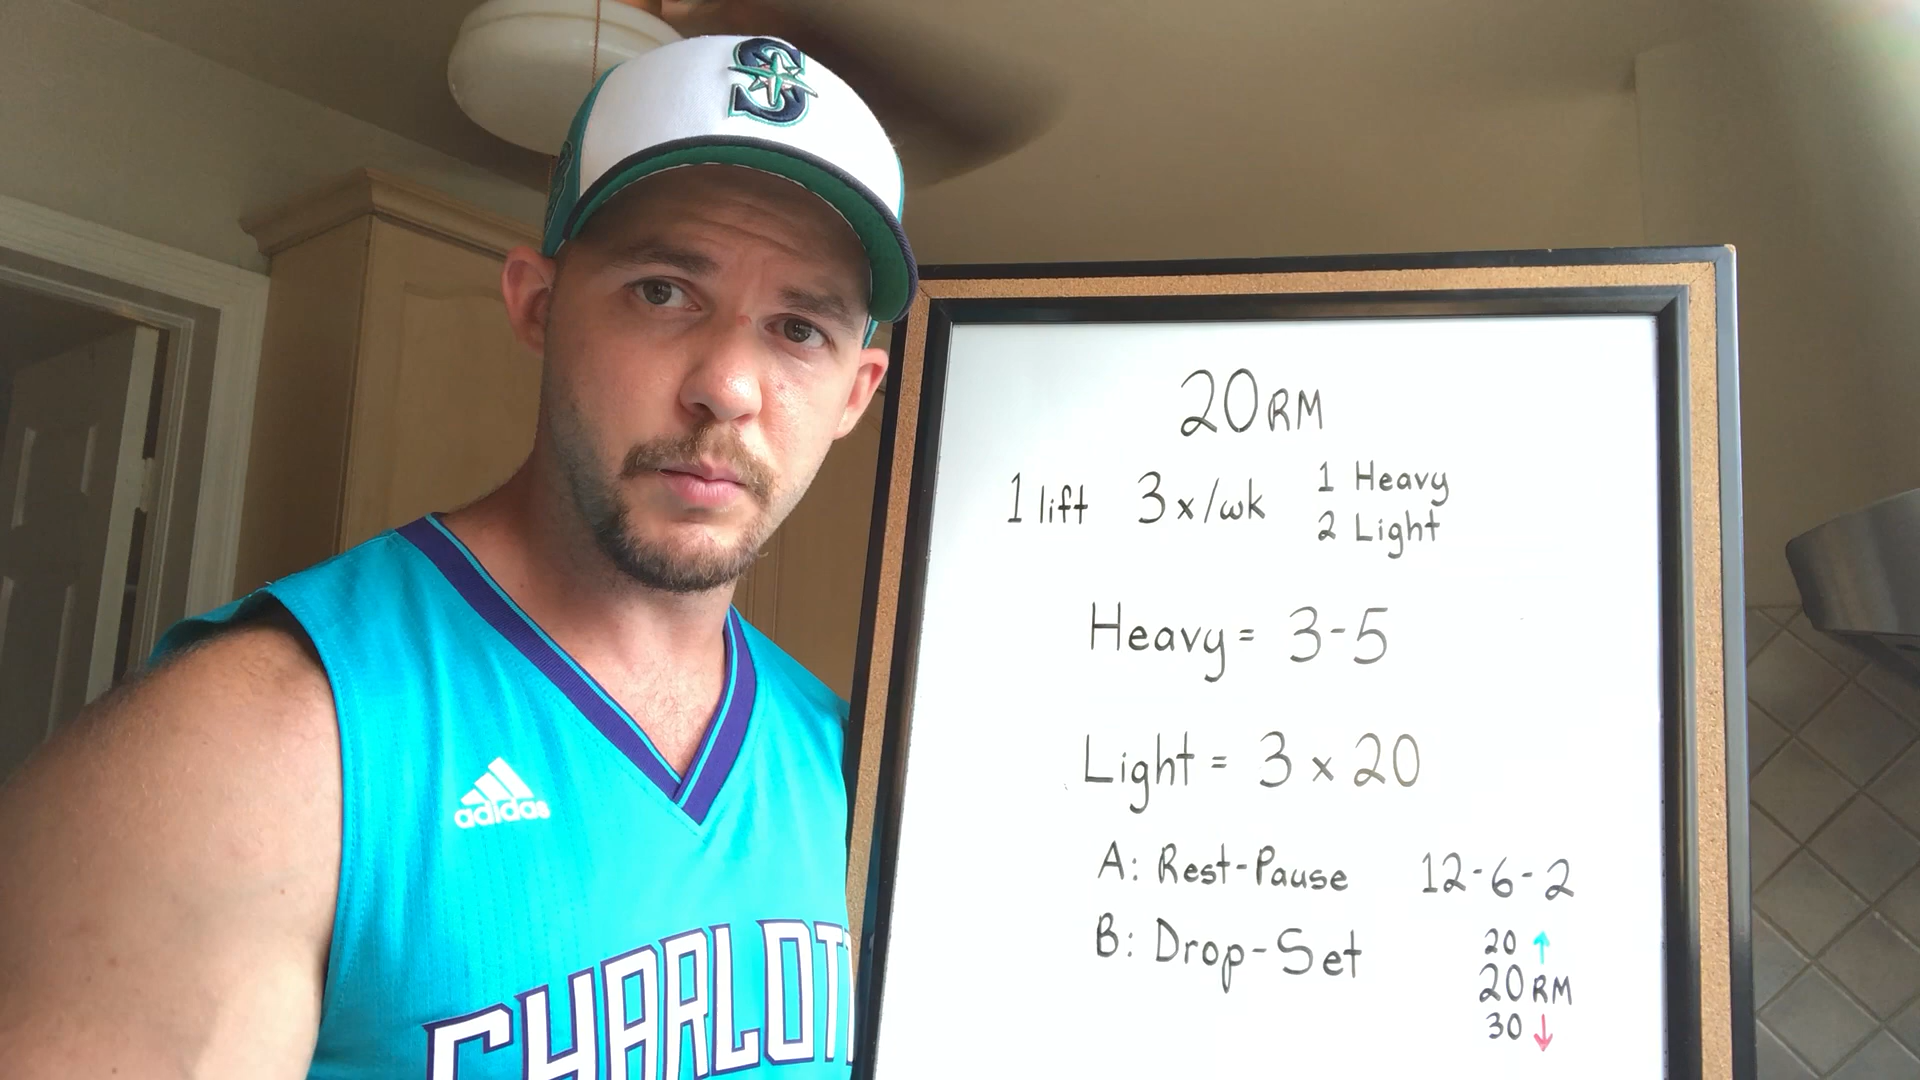 S
adidas
CHARLOTT
20RM
1 lift 3x/wk 1 Heavy
2 Light
Heavy = 3-5
Light = 3 x 20
A: Rest-Pause 12-6-2
B: Drop-Set 20 ↑
20RM
30 ↓